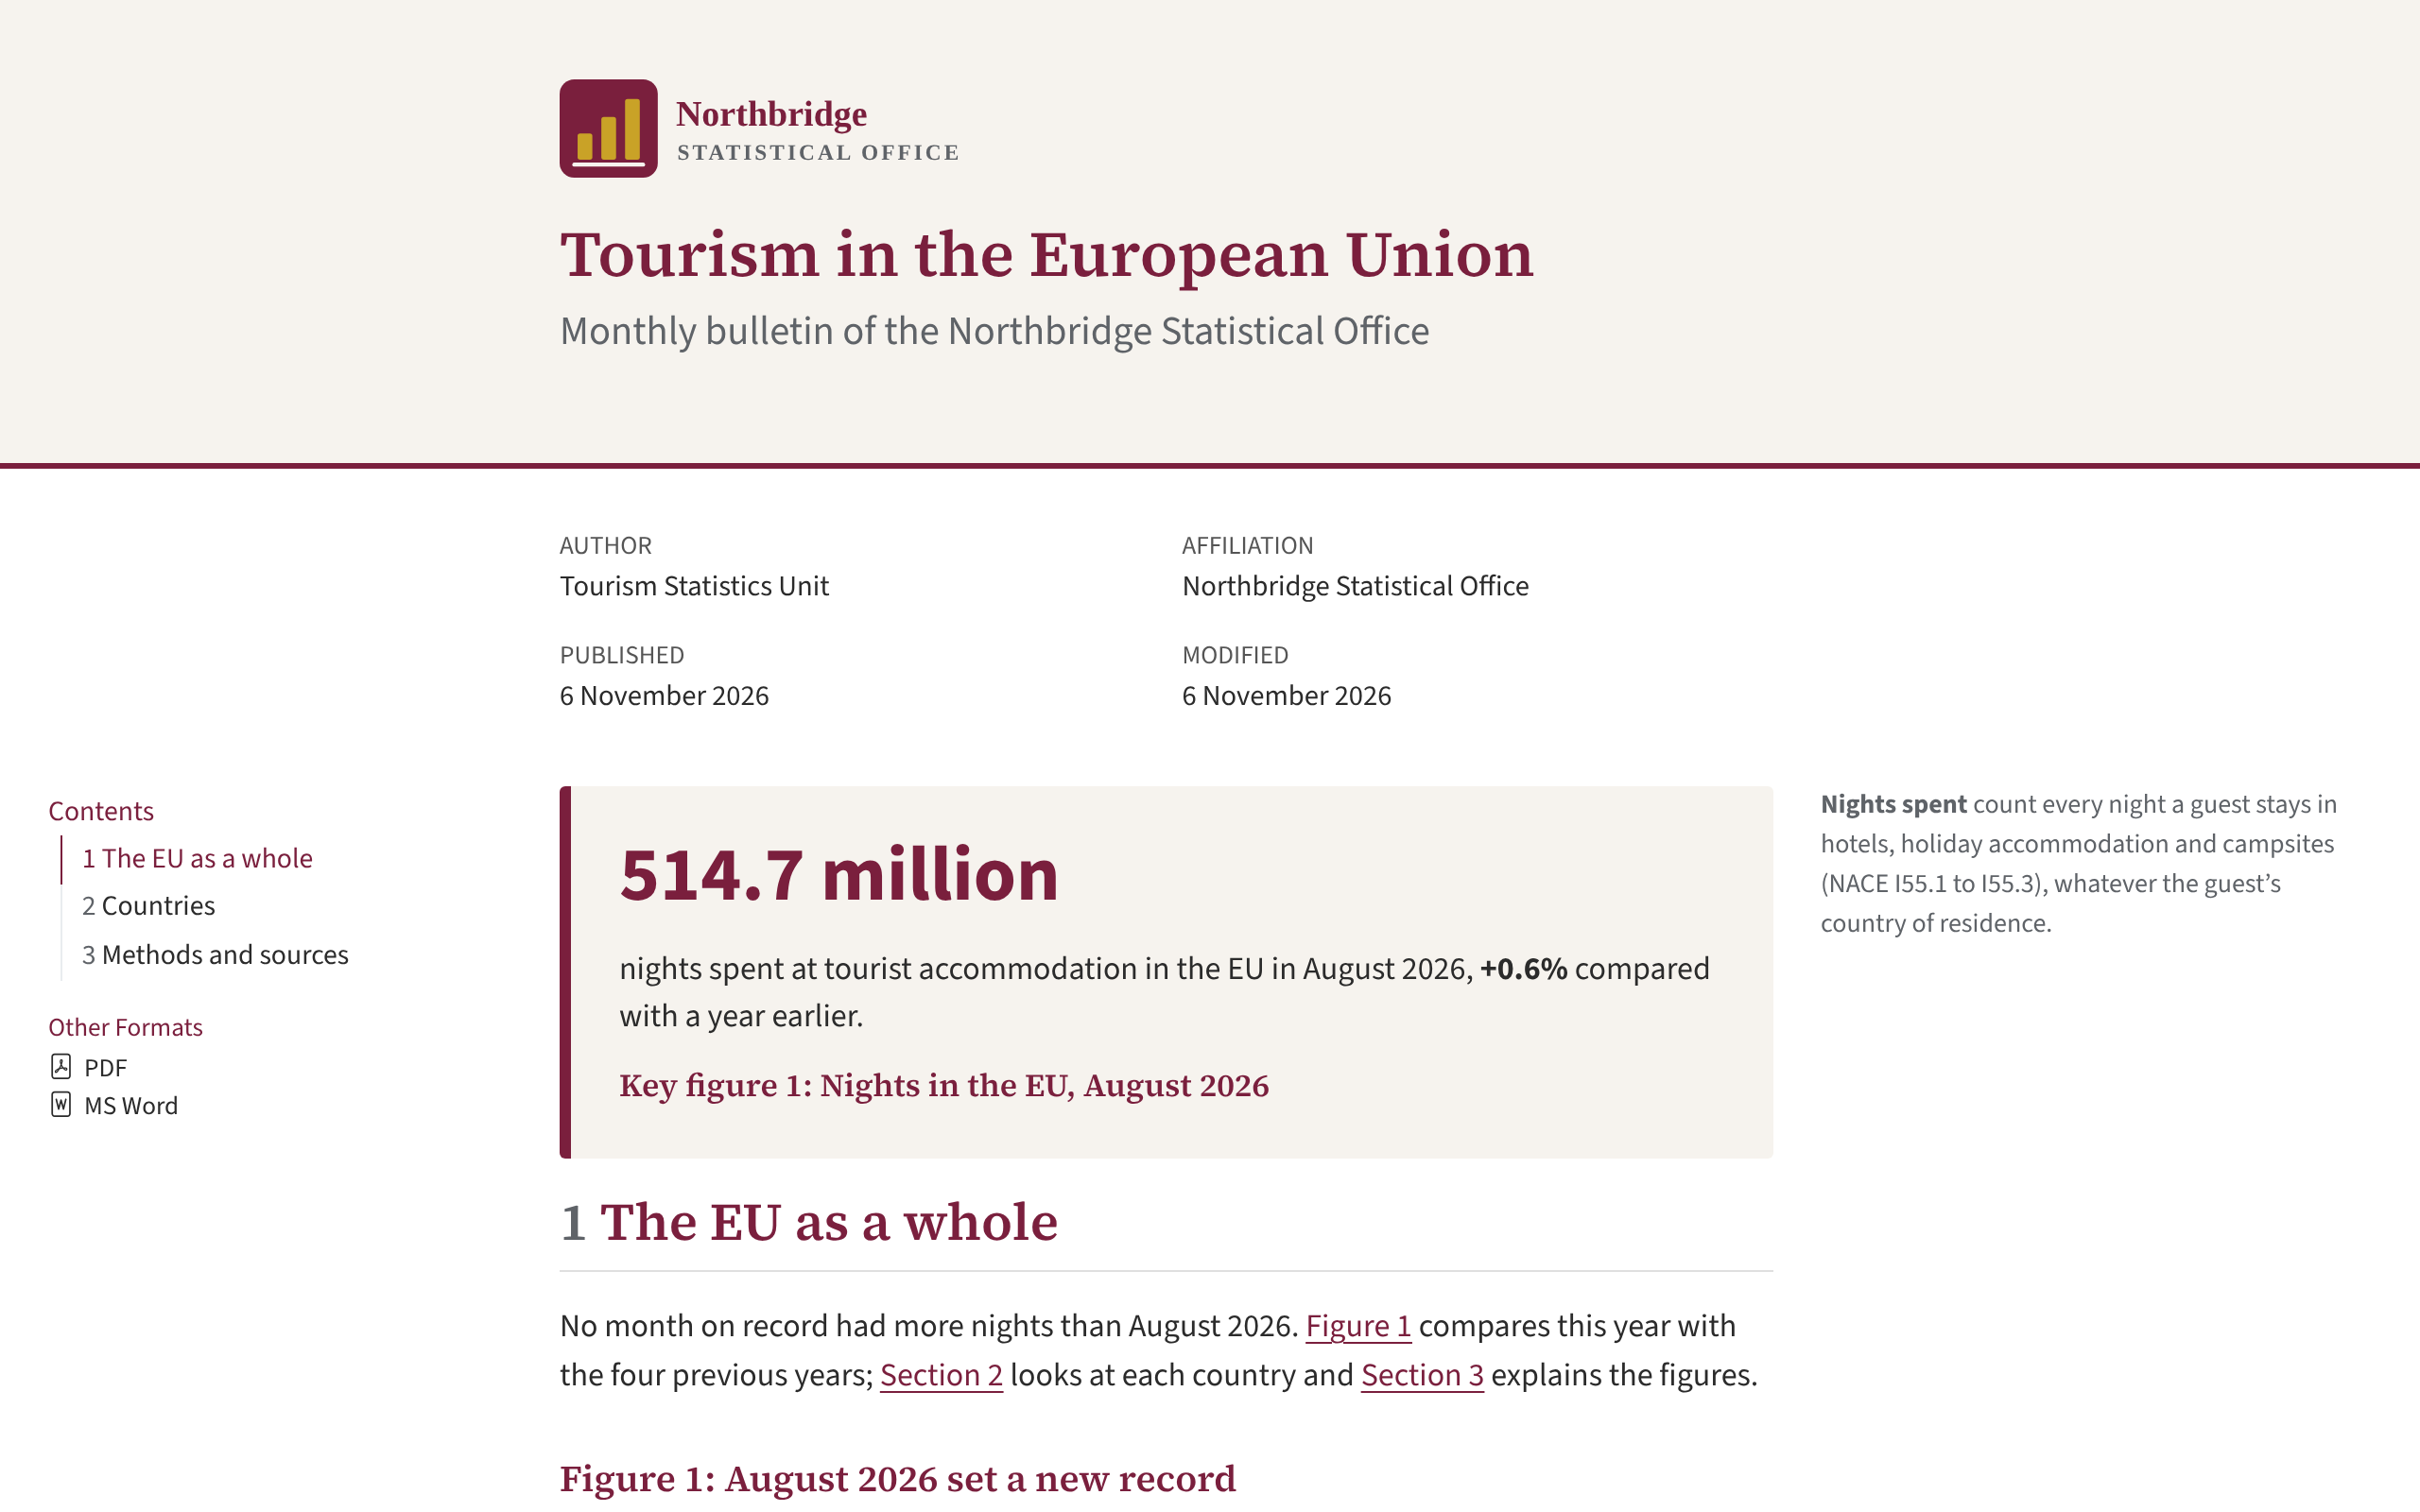 Northbridge
STATISTICAL OFFICE
Tourism in the European Union
Monthly bulletin of the Northbridge Statistical Office
AUTHOR
Tourism Statistics Unit
AFFILIATION
Northbridge Statistical Office
PUBLISHED
6 November 2026
MODIFIED
6 November 2026
Contents
1 The EU as a whole
2 Countries
3 Methods and sources
Other Formats
PDF
MS Word
514.7 million
nights spent at tourist accommodation in the EU in August 2026, +0.6% compared
with a year earlier.
Key figure 1: Nights in the EU, August 2026
Nights spent count every night a guest stays in
hotels, holiday accommodation and campsites
(NACE I55.1 to I55.3), whatever the guest’s
country of residence.
1 The EU as a whole
No month on record had more nights than August 2026. Figure 1 compares this year with
the four previous years; Section 2 looks at each country and Section 3 explains the figures.
Figure 1: August 2026 set a new record